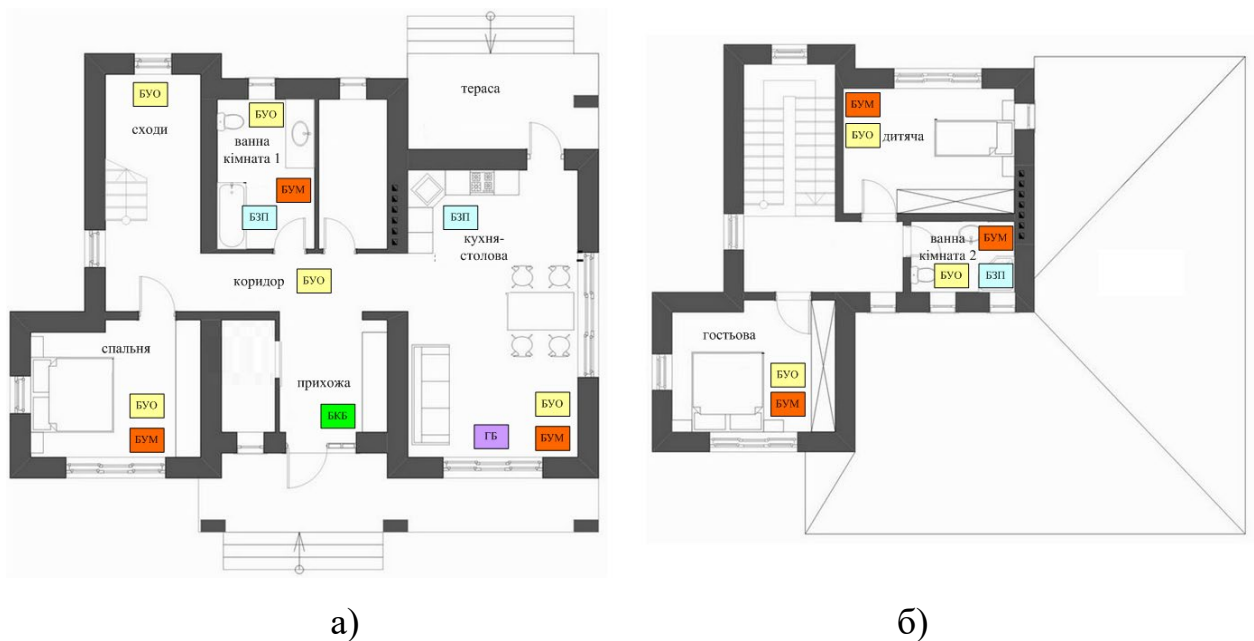 тераса
БУО
сходи
БУО
ванна
кімната 1
БУМ
БЗП
БЗП
кухня-
столова
коридор
БУО
спальня
БУО
БУМ
прихожа
БКБ
ГБ
БУО
БУМ
а)
БУМ
БУО
дитяча
ванна
кімната 2
БУМ
БУО
БЗП
гостьова
БУО
БУМ
б)